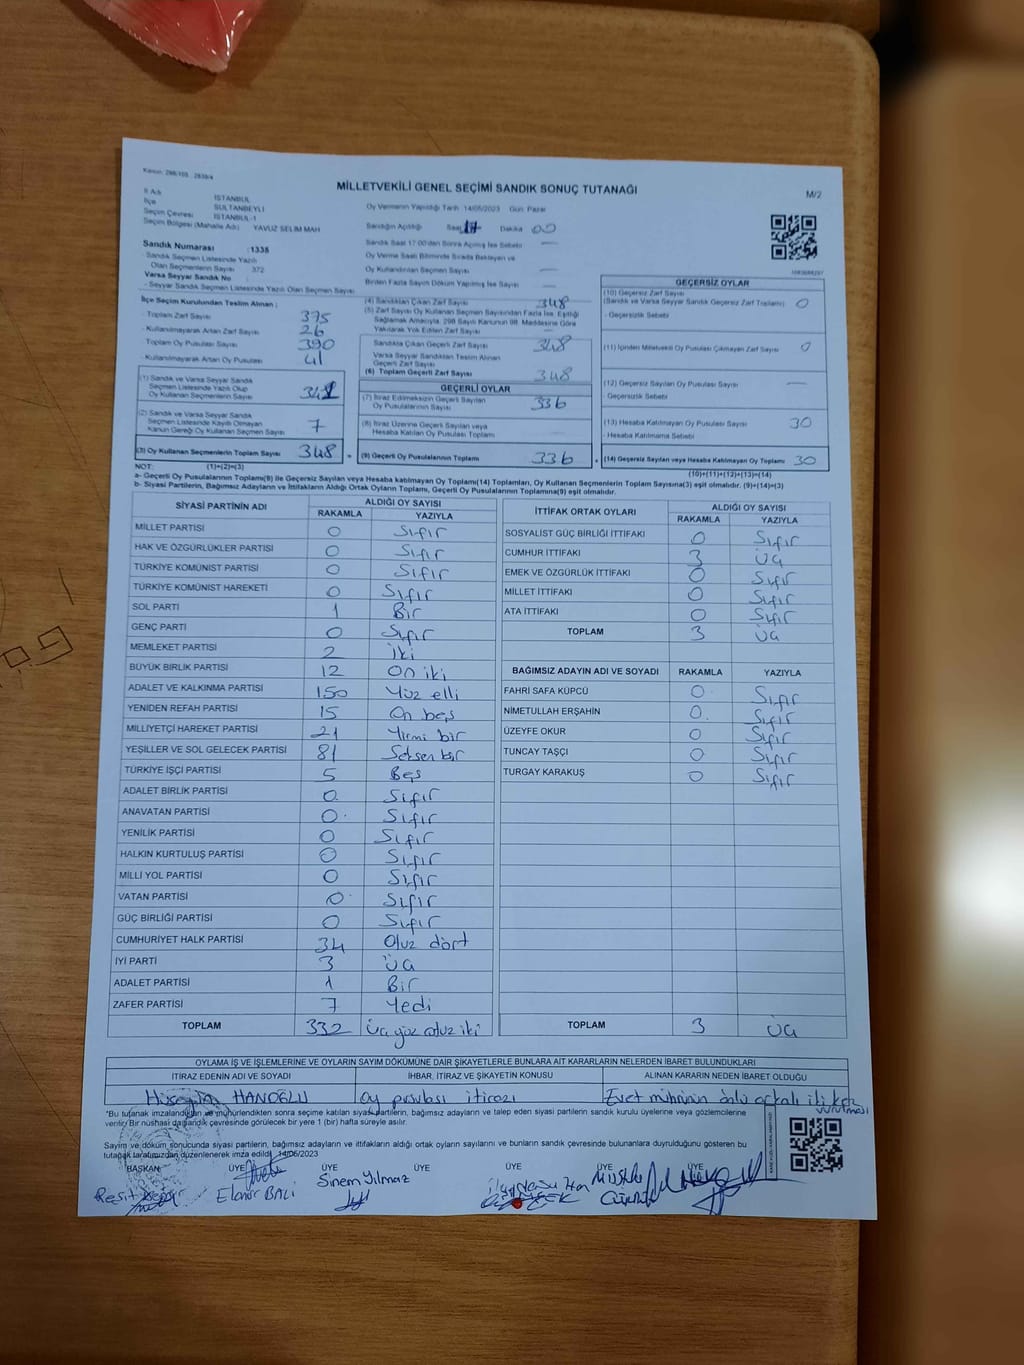 Kanun: 298/105 , 2839/4
MİLLETVEKİLİ GENEL SEÇİMİ SANDIK SONUÇ TUTANAĞI
M/2
İl Adı İSTANBUL
İlçe SULTANBEYLİ
Seçim Çevresi İSTANBUL-1
Seçim Bölgesi (Mahalle Adı) YAVUZ SELİM MAH
Oy Vermenin Yapıldığı Tarih 14/05/2023 Gün: Pazar
Sandığın Açıldığı Saat 17 Dakika 00
Sandık Saat 17:00'dan Sonra Açılmış İse Sebebi —
Oy Verme Saati Bitiminde Sırada Bekleyen ve
Oy Kullandırılan Seçmen Sayısı —
Birden Fazla Sayım Döküm Yapılmış İse Sayısı —
Sandık Numarası :1335
- Sandık Seçmen Listesinde Yazılı
Olan Seçmenlerin Sayısı 372
Varsa Seyyar Sandık No
- Seyyar Sandık Seçmen Listesinde Yazılı Olan Seçmen Sayısı
İlçe Seçim Kurulundan Teslim Alınan ;
- Toplam Zarf Sayısı 375
- Kullanılmayarak Artan Zarf Sayısı 26
- Toplam Oy Pusulası Sayısı 390
- Kullanılmayarak Artan Oy Pusulası 41
(1) Sandık ve Varsa Seyyar Sandık
Seçmen Listesinde Yazılı Olup
Oy Kullanan Seçmenlerin Sayısı 341
(2) Sandık ve Varsa Seyyar Sandık
Seçmen Listesinde Kayıtlı Olmayan
Kanun Gereği Oy Kullanan Seçmen Sayısı 7
(3) Oy Kullanan Seçmenlerin Toplam Sayısı 348
(4) Sandıktan Çıkan Zarf Sayısı 348
(5) Zarf Sayısı Oy Kullanan Seçmen Sayısından Fazla İse, Eşitliği
Sağlamak Amacıyla, 298 Sayılı Kanunun 98. Maddesine Göre
Yakılarak Yok Edilen Zarf Sayısı —
Sandıkta Çıkan Geçerli Zarf Sayısı 348
Varsa Seyyar Sandıktan Teslim Alınan
Geçerli Zarf Sayısı
(6) Toplam Geçerli Zarf Sayısı 348
GEÇERLİ OYLAR
(7) İtiraz Edilmeksizin Geçerli Sayılan
Oy Pusulalarının Sayısı 336
(8) İtiraz Üzerine Geçerli Sayılan veya
Hesaba Katılan Oy Pusulası Toplamı —
(9) Geçerli Oy Pusulalarının Toplamı 336
GEÇERSİZ OYLAR
(10) Geçersiz Zarf Sayısı
(Sandık ve Varsa Seyyar Sandık Geçersiz Zarf Toplamı) 0
- Geçersizlik Sebebi
(11) İçinden Milletvekili Oy Pusulası Çıkmayan Zarf Sayısı 0
(12) Geçersiz Sayılan Oy Pusulası Sayısı —
- Geçersizlik Sebebi
(13) Hesaba Katılmayan Oy Pusulası Sayısı 30
- Hesaba Katılmama Sebebi
(14) Geçersiz Sayılan veya Hesaba Katılmayan Oy Toplamı 30
NOT: (1)+(2)=(3) (10)+(11)+(12)+(13)=(14)
a- Geçerli Oy Pusulalarının Toplamı(9) ile Geçersiz Sayılan veya Hesaba Katılmayan Oy Toplamı(14) Toplamları, Oy Kullanan Seçmenlerin Toplam Sayısına(3) eşit olmalıdır. (9)+(14)=(3)
b- Siyasi Partilerin, Bağımsız Adayların ve İttifakların Aldığı Ortak Oyların Toplamı, Geçerli Oy Pusulalarının Toplamına(9) eşit olmalıdır.
SİYASİ PARTİNİN ADI ALDIĞI OY SAYISI
RAKAMLA YAZIYLA
MİLLET PARTİSİ 0 Sıfır
HAK VE ÖZGÜRLÜKLER PARTİSİ 0 Sıfır
TÜRKİYE KOMÜNİST PARTİSİ 0 Sıfır
TÜRKİYE KOMÜNİST HAREKETİ 0 Sıfır
SOL PARTİ 1 Bir
GENÇ PARTİ 0 Sıfır
MEMLEKET PARTİSİ 2 İki
BÜYÜK BİRLİK PARTİSİ 12 On iki
ADALET VE KALKINMA PARTİSİ 150 Yüz elli
YENİDEN REFAH PARTİSİ 15 On beş
MİLLİYETÇİ HAREKET PARTİSİ 21 Yirmi bir
YEŞİLLER VE SOL GELECEK PARTİSİ 81 Seksen bir
TÜRKİYE İŞÇİ PARTİSİ 5 Beş
ADALET BİRLİK PARTİSİ 0 Sıfır
ANAVATAN PARTİSİ 0 Sıfır
YENİLİK PARTİSİ 0 Sıfır
HALKIN KURTULUŞ PARTİSİ 0 Sıfır
MİLLİ YOL PARTİSİ 0 Sıfır
VATAN PARTİSİ 0 Sıfır
GÜÇ BİRLİĞİ PARTİSİ 0 Sıfır
CUMHURİYET HALK PARTİSİ 34 Otuz dört
İYİ PARTİ 3 Üç
ADALET PARTİSİ 1 Bir
ZAFER PARTİSİ 7 Yedi
TOPLAM 332 Üç yüz otuz iki
İTTİFAK ORTAK OYLARI ALDIĞI OY SAYISI
RAKAMLA YAZIYLA
SOSYALİST GÜÇ BİRLİĞİ İTTİFAKI 0 Sıfır
CUMHUR İTTİFAKI 3 Üç
EMEK VE ÖZGÜRLÜK İTTİFAKI 0 Sıfır
MİLLET İTTİFAKI 0 Sıfır
ATA İTTİFAKI 0 Sıfır
TOPLAM 3 Üç
BAĞIMSIZ ADAYIN ADI VE SOYADI RAKAMLA YAZIYLA
FAHRİ SAFA KÜPCÜ 0 Sıfır
NİMETULLAH ERŞAHİN 0 Sıfır
ÜZEYFE OKUR 0 Sıfır
TUNCAY TAŞÇI 0 Sıfır
TURGAY KARAKUŞ 0 Sıfır
TOPLAM 3 Üç
OYLAMA İŞ VE İŞLEMLERİNE VE OYLARIN SAYIM DÖKÜMÜNE DAİR ŞİKAYETLERLE BUNLARA AİT KARARLARIN NELERDEN İBARET BULUNDUKLARI
İTİRAZ EDENİN ADI VE SOYADI İHBAR, İTİRAZ VE ŞİKAYETİN KONUSU ALINAN KARARIN NEDEN İBARET OLDUĞU
Hüseyin HANOĞLU Oy pusulası itirazı Evet mührünün önlü arkalı iki kez
vurulması
*Bu tutanak imzalandıktan ve mühürlendikten sonra seçime katılan siyasi partilerin, bağımsız adayların ve talep eden siyasi partilerin sandık kurulu üyelerine veya gözlemcilerine
verilir. Bir nüshası da sandık çevresinde görülecek bir yere 1 (bir) hafta süreyle asılır.
Sayım ve döküm sonucunda siyasi partilerin, bağımsız adayların ve ittifakların aldığı ortak oyların sayılarını ve bunların sandık çevresinde bulunanlara duyrulduğunu gösteren bu
tutanak tarafımızdan düzenlenerek imza edildi. 14/05/2023
BAŞKAN ÜYE ÜYE ÜYE ÜYE ÜYE ÜYE
Reşit Elanur BALİ Sinem Yılmaz